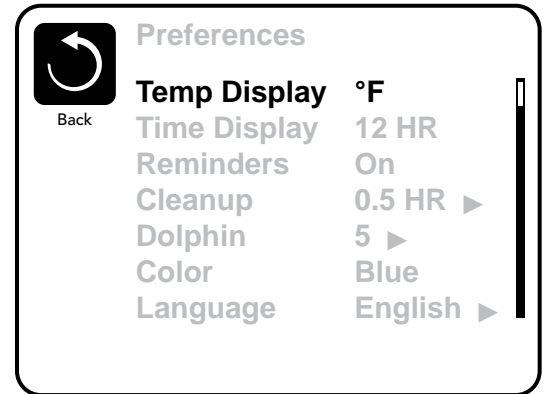 Preferences
Back
Temp Display °F
Time Display 12 HR
Reminders On
Cleanup 0.5 HR ▶
Dolphin 5 ▶
Color Blue
Language English ▶